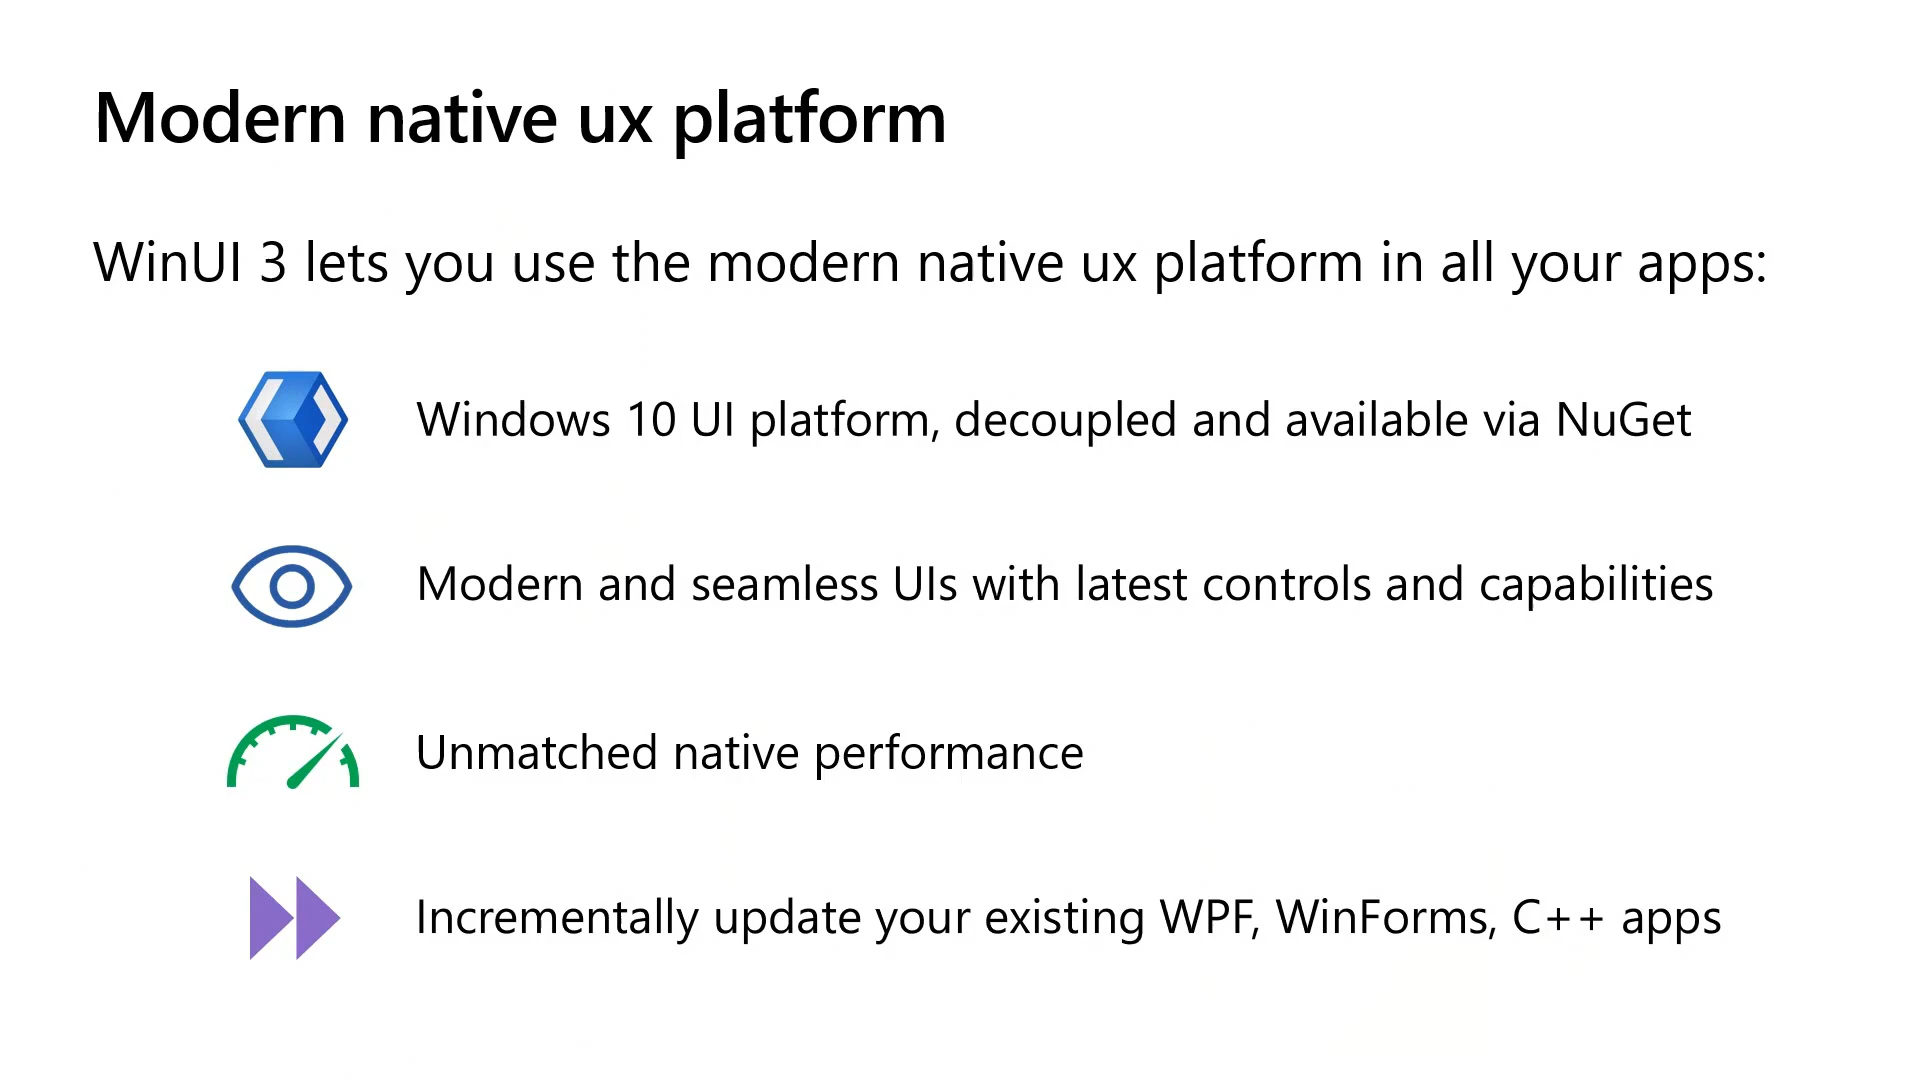 Modern native ux platform
WinUI 3 lets you use the modern native ux platform in all your apps:
Windows 10 UI platform, decoupled and available via NuGet
Modern and seamless UIs with latest controls and capabilities
Unmatched native performance
Incrementally update your existing WPF, WinForms, C++ apps